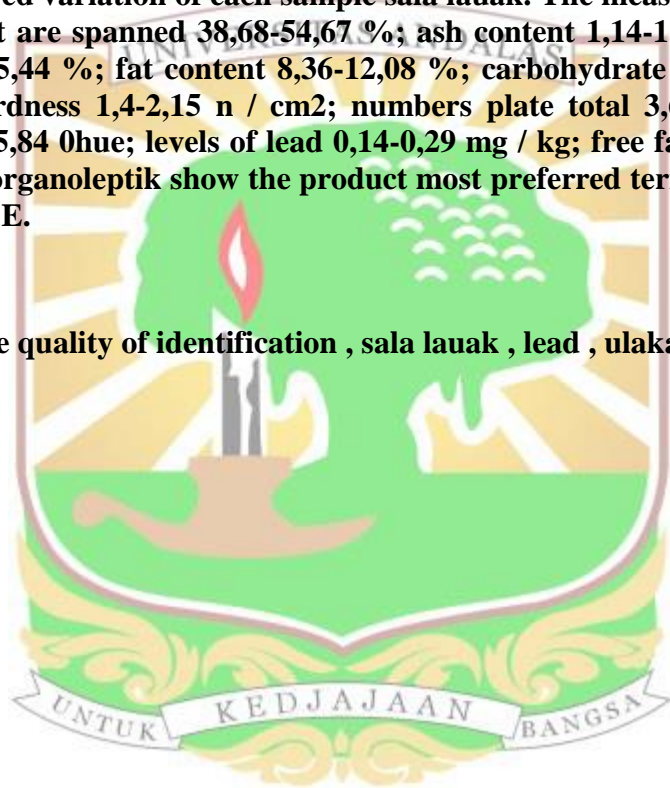 ed variation of each sample sala lauak. The meas
t are spanned 38,68-54,67 %; ash content 1,14-1
UNIVERSITAS ANDALAS
5,44 %; fat content 8,36-12,08 %; carbohydrate
rdness 1,4-2,15 n / cm2; numbers plate total 3,
5,84 0hue; levels of lead 0,14-0,29 mg / kg; free fa
organoleptik show the product most preferred ter
E.
e quality of identification , sala lauak , lead , ulaka
UNTUK KEDJAJAAN BANGSA